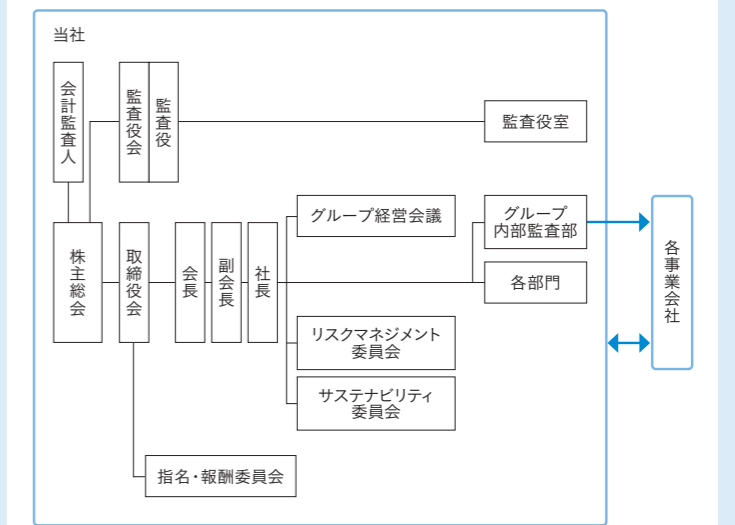 当社
会計監査人
監査役会
監査役
監査役室
グループ経営会議
グループ
内部監査部
各事業会社
株主総会
取締役会
会長
副会長
社長
各部門
リスクマネジメント
委員会
サステナビリティ
委員会
指名・報酬委員会